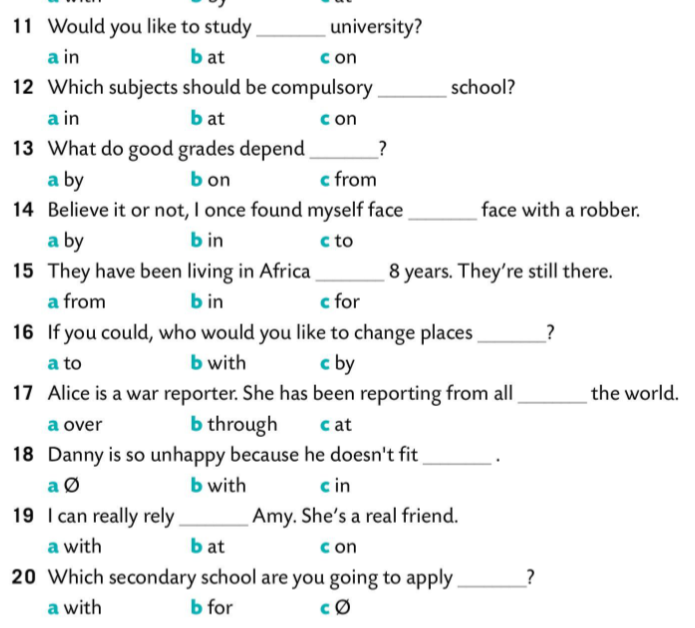 11 Would you like to study ______ university?
a in b at c on
12 Which subjects should be compulsory ______ school?
a in b at c on
13 What do good grades depend ______?
a by b on c from
14 Believe it or not, I once found myself face ______ face with a robber.
a by b in c to
15 They have been living in Africa ______ 8 years. They're still there.
a from b in c for
16 If you could, who would you like to change places ______?
a to b with c by
17 Alice is a war reporter. She has been reporting from all ______ the world.
a over b through c at
18 Danny is so unhappy because he doesn't fit ______ .
a Ø b with c in
19 I can really rely ______ Amy. She's a real friend.
a with b at c on
20 Which secondary school are you going to apply ______?
a with b for c Ø